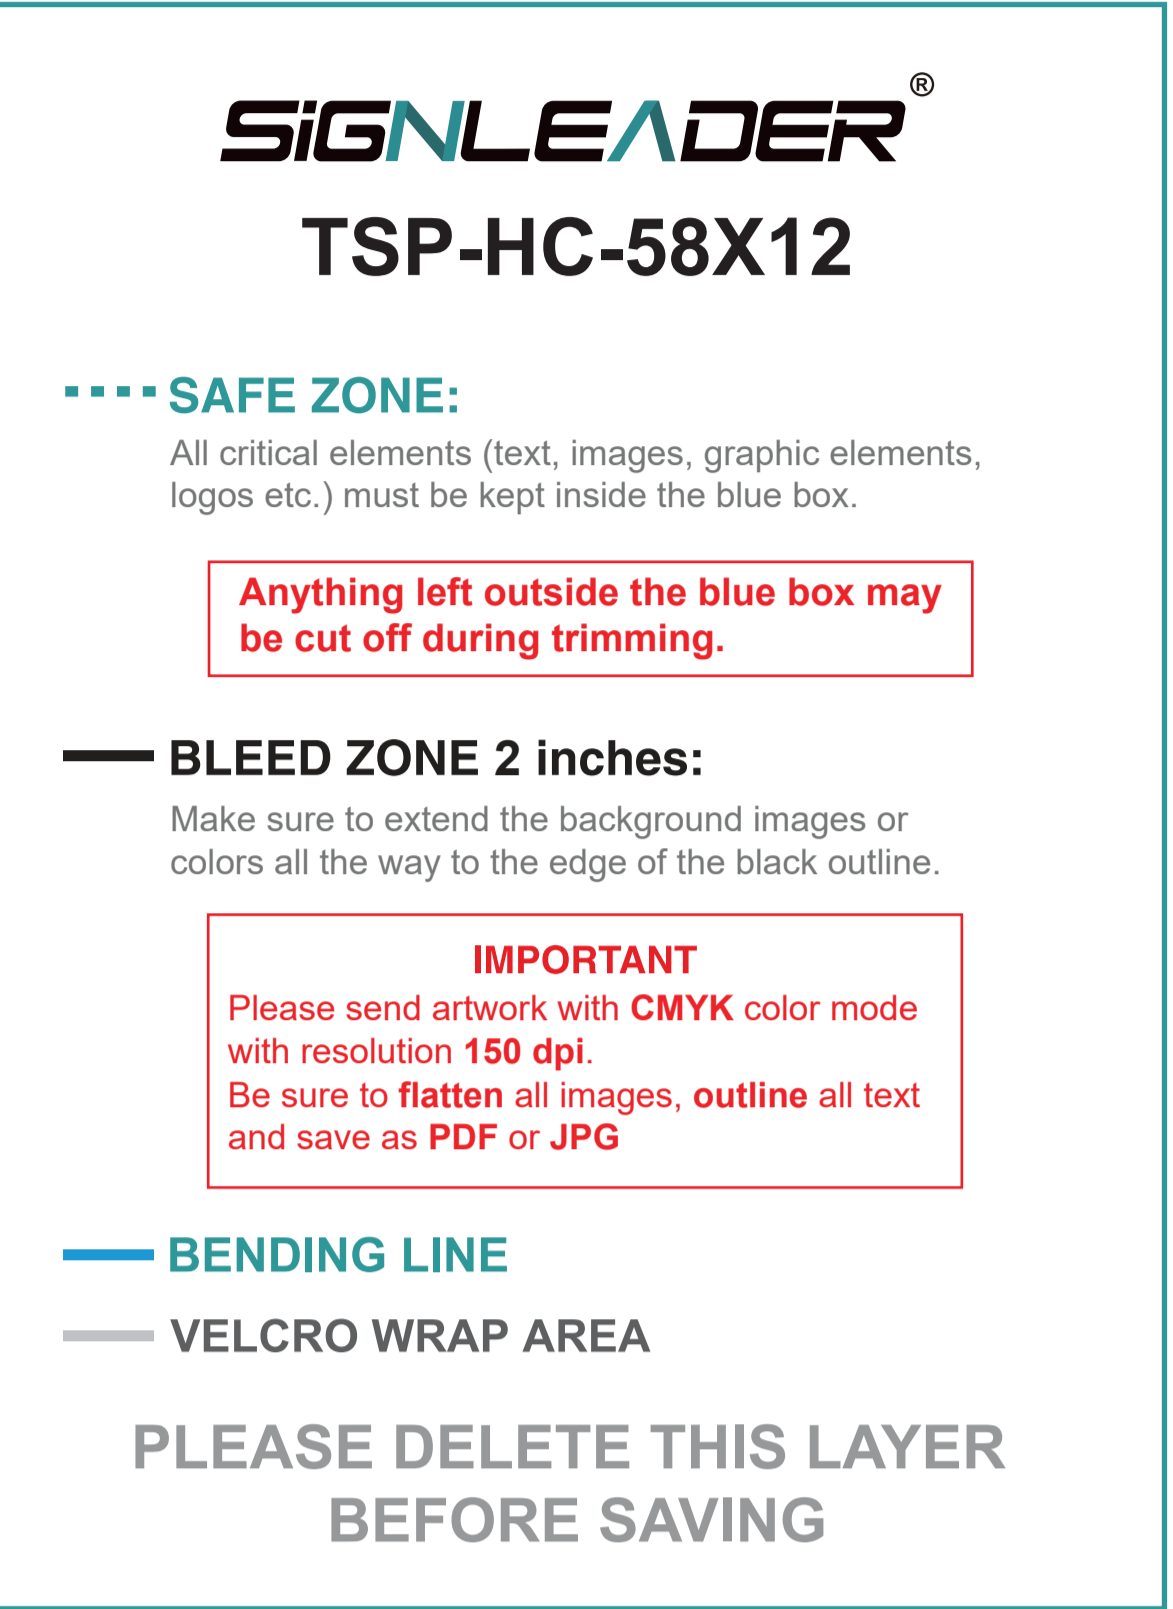 SiGNLEADER®
TSP-HC-58X12
SAFE ZONE:
All critical elements (text, images, graphic elements,
logos etc.) must be kept inside the blue box.
Anything left outside the blue box may
be cut off during trimming.
BLEED ZONE 2 inches:
Make sure to extend the background images or
colors all the way to the edge of the black outline.
IMPORTANT
Please send artwork with CMYK color mode
with resolution 150 dpi.
Be sure to flatten all images, outline all text
and save as PDF or JPG
BENDING LINE
VELCRO WRAP AREA
PLEASE DELETE THIS LAYER
BEFORE SAVING